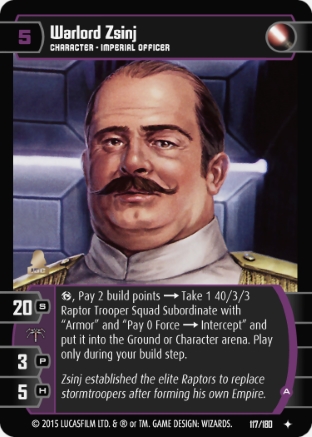 5 Warlord Zsinj
CHARACTER • IMPERIAL OFFICER
20 S
3 P
5 H
, Pay 2 build points → Take 1 40/3/3
Raptor Trooper Squad Subordinate with
"Armor" and "Pay 0 Force → Intercept" and
put it into the Ground or Character arena. Play
only during your build step.
Zsinj established the elite Raptors to replace
stormtroopers after forming his own Empire.
A
© 2015 LUCASFILM LTD. & ® or TM. GAME DESIGN: WIZARDS. 117/180